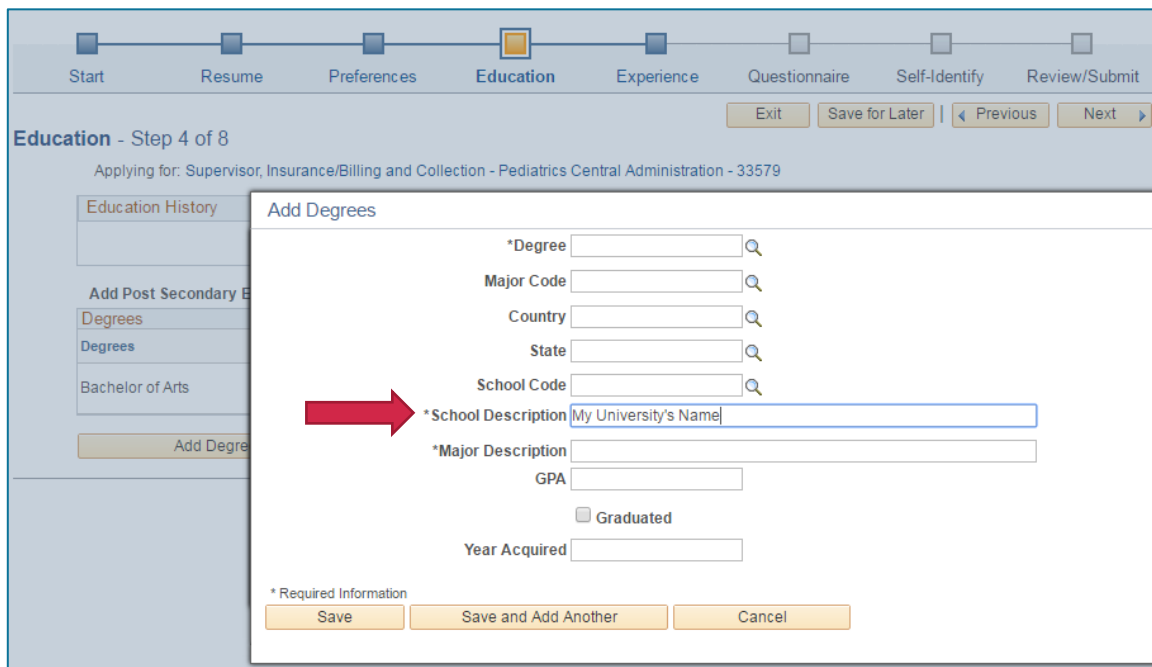 Start Resume Preferences Education Experience Questionnaire Self-Identify Review/Submit
Exit Save for Later | Previous Next
Education - Step 4 of 8
Applying for: Supervisor, Insurance/Billing and Collection - Pediatrics Central Administration - 33579
Education History
Add Post Secondary E
Degrees
Degrees
Bachelor of Arts
Add Degre
Add Degrees
*Degree
Major Code
Country
State
School Code
*School Description My University's Name
*Major Description
GPA
Graduated
Year Acquired
* Required Information
Save Save and Add Another Cancel